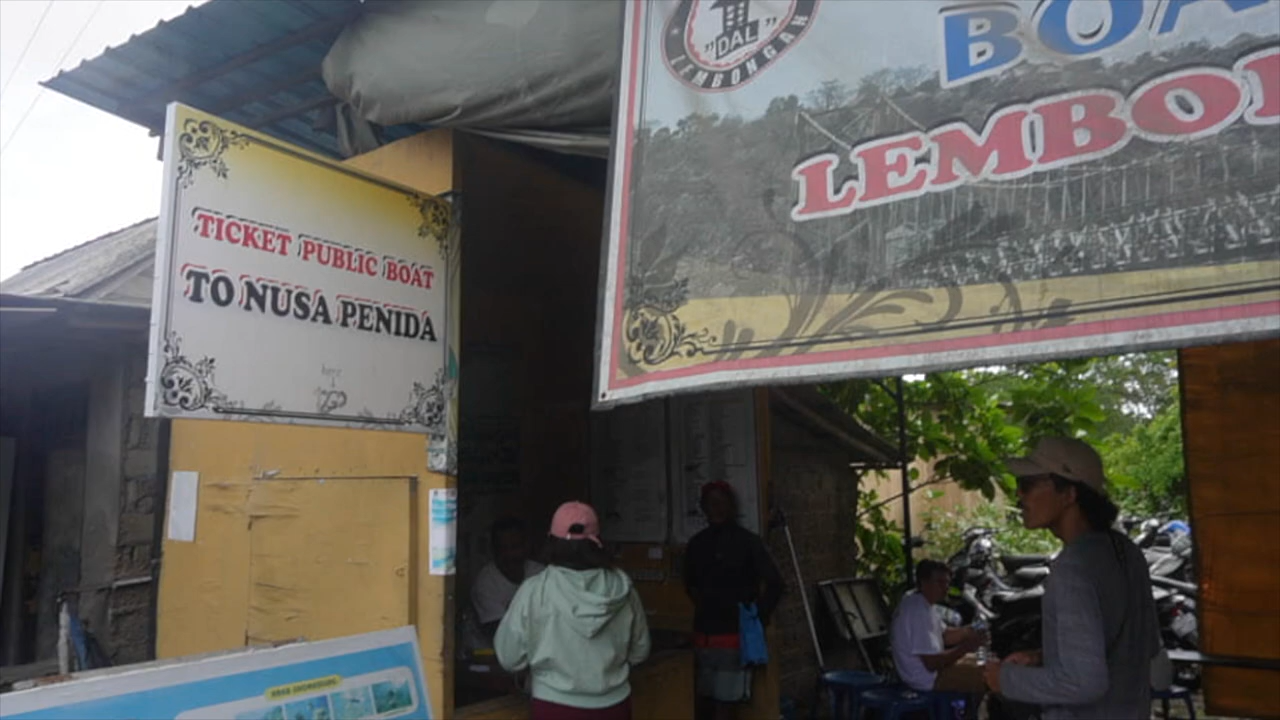 TICKET PUBLIC BOAT
TO NUSA PENIDA
"DAL"
LEMBONGAN
BOA
LEMBO